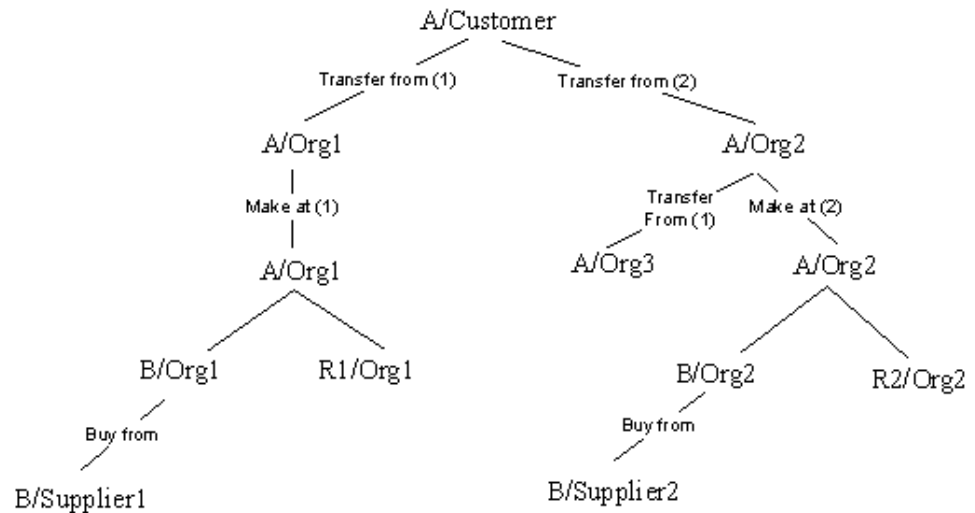 A/Customer
Transfer from (1)
Transfer from (2)
A/Org1
A/Org2
Make at (1)
Transfer
From (1)
Make at (2)
A/Org1
A/Org3
A/Org2
B/Org1
R1/Org1
B/Org2
R2/Org2
Buy from
Buy from
B/Supplier1
B/Supplier2